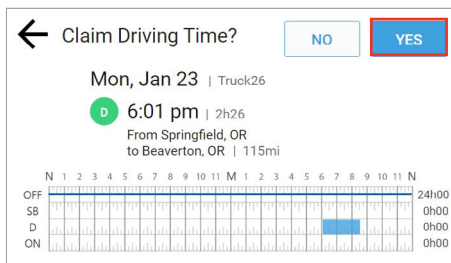 Claim Driving Time?
NO
YES
Mon, Jan 23 | Truck26
D 6:01 pm | 2h26
From Springfield, OR
to Beaverton, OR | 115mi
N 1 2 3 4 5 6 7 8 9 10 11 M 1 2 3 4 5 6 7 8 9 10 11 N
OFF 24h00
SB 0h00
D 0h00
ON 0h00